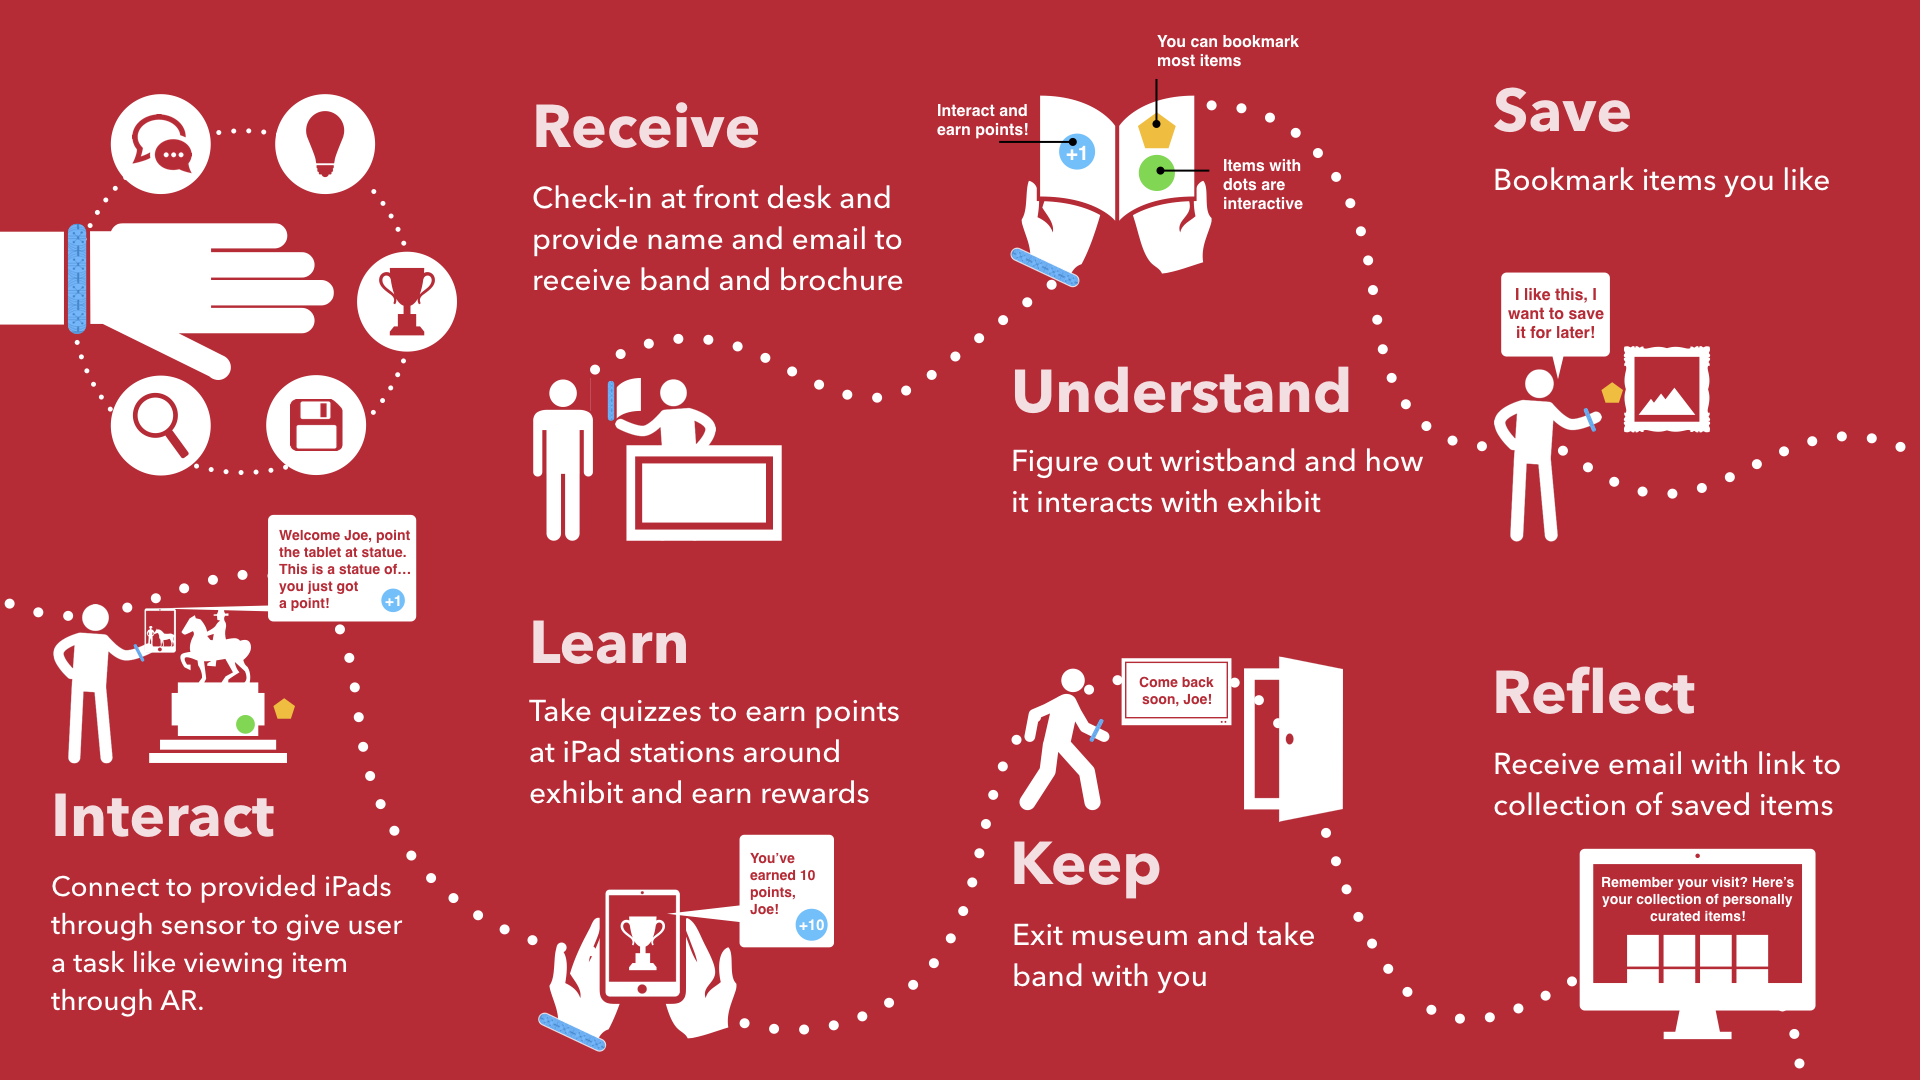 Receive
Check-in at front desk and
provide name and email to
receive band and brochure
You can bookmark
most items
Interact and
earn points!
+1
Items with
dots are
interactive
Understand
Figure out wristband and how
it interacts with exhibit
Save
Bookmark items you like
I like this, I
want to save
it for later!
Welcome Joe, point
the tablet at statue.
This is a statue of...
you just got
a point!
+1
Interact
Connect to provided iPads
through sensor to give user
a task like viewing item
through AR.
Learn
Take quizzes to earn points
at iPad stations around
exhibit and earn rewards
You've
earned 10
points,
Joe!
+10
Come back
soon, Joe!
Keep
Exit museum and take
band with you
Reflect
Receive email with link to
collection of saved items
Remember your visit? Here's
your collection of personally
curated items!